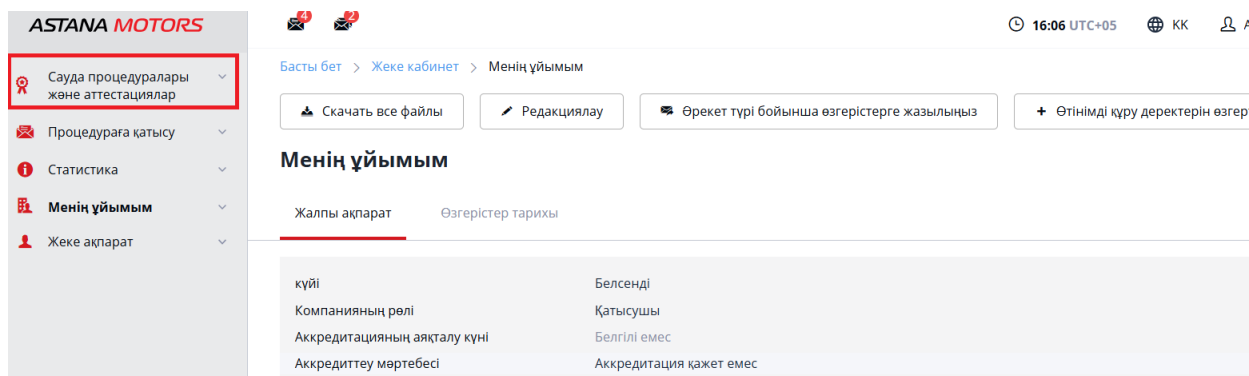 ASTANA MOTORS
4
2
16:06 UTC+05
KK
Сауда процедуралары
және аттестациялар
Процедураға қатысу
Статистика
Менің ұйымым
Жеке ақпарат
Басты бет > Жеке кабинет > Менің ұйымым
Скачать все файлы
Редакциялау
Әрекет түрі бойынша өзгерістерге жазылыңыз
+ Өтінімді құру деректерін өзгер
Менің ұйымым
Жалпы ақпарат
Өзгерістер тарихы
күйі Белсенді
Компанияның рөлі Қатысушы
Аккредитацияның аяқталу күні Белгілі емес
Аккредиттеу мәртебесі Аккредитация қажет емес